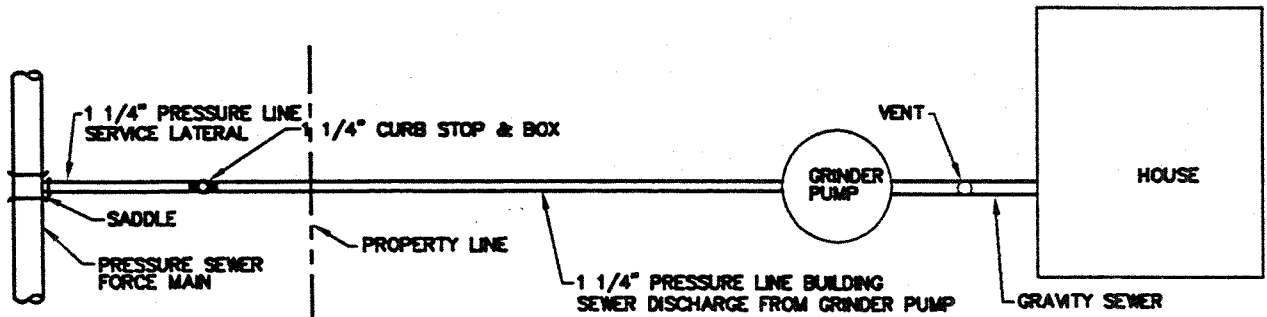 1 1/4" PRESSURE LINE
SERVICE LATERAL
1 1/4" CURB STOP & BOX
VENT
GRINDER
PUMP
HOUSE
SADDLE
PROPERTY LINE
PRESSURE SEWER
FORCE MAIN
1 1/4" PRESSURE LINE BUILDING
SEWER DISCHARGE FROM GRINDER PUMP
GRAVITY SEWER